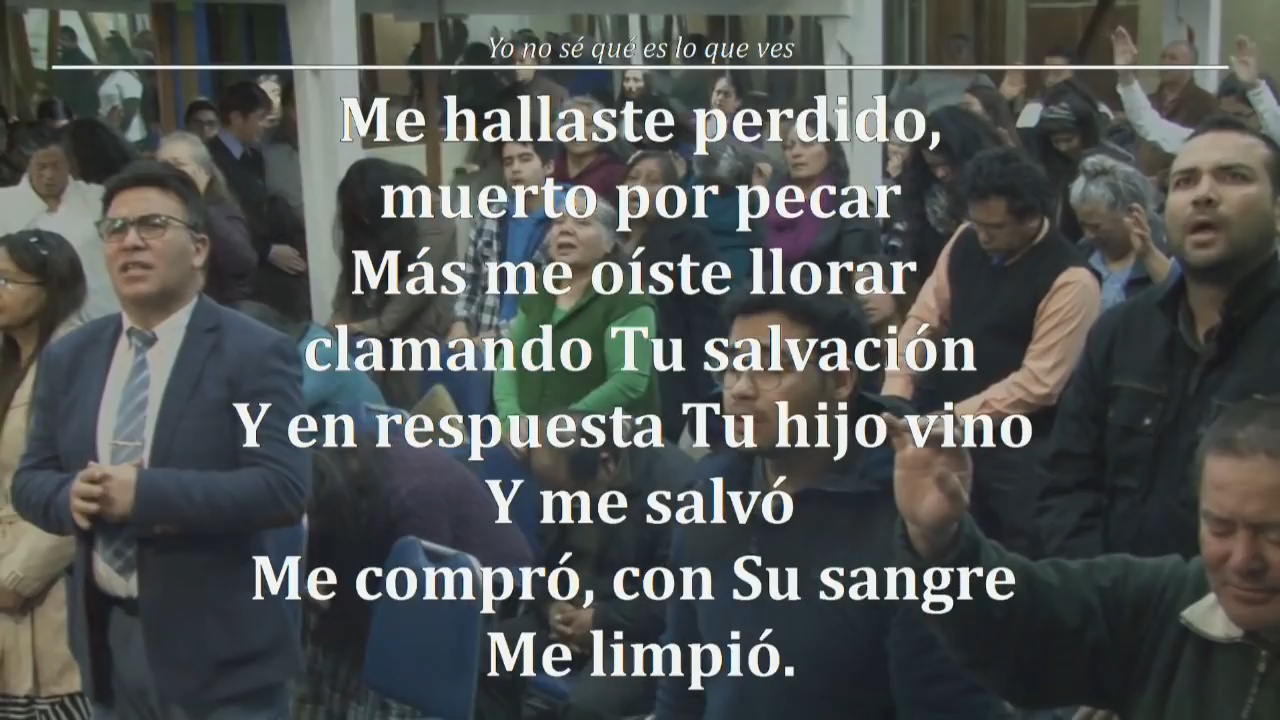 Yo no sé qué es lo que ves
Me hallaste perdido,
muerto por pecar
Más me oíste llorar
clamando Tu salvación
Y en respuesta Tu hijo vino
Y me salvó
Me compró, con Su sangre
Me limpió.